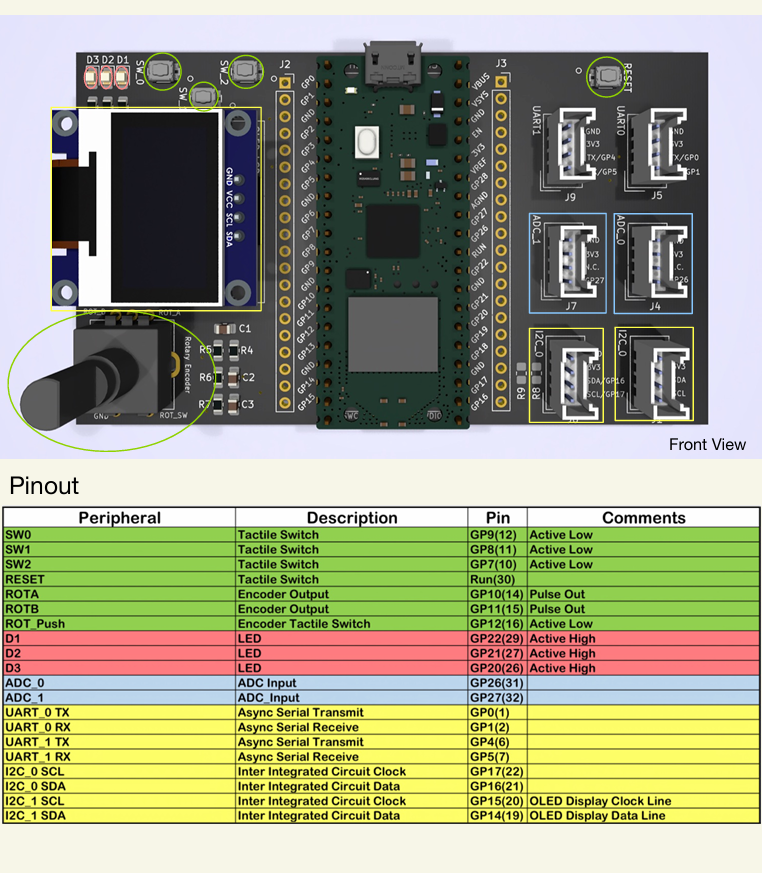 D3 D2 D1
SW_0
SW_
SW_2
J2
J3
RESET
GP0
GP1
GND
GP2
GP3
GP4
GP5
GND
GP6
GP7
GP8
GP9
GND
GP10
GP11
GP12
GP13
GND
GP14
GP15
VBUS
VSYS
GND
EN
3V3
VREF
GP28
AGND
GP27
GP26
RUN
GP22
GND
GP21
GP20
GP19
GP18
GND
GP17
GP16
GND VCC SCL SDA
UART1
GND
3V3
TX/GP4
/GP5
J9
UART0
ND
3V3
TX/GP0
GP1
J5
ADC_1
ND
3V3
N.C.
GP27
J7
ADC_0
3V3
N.C.
GP26
J4
I2C_0
3V3
SDA/GP16
SCL/GP17
I2C_0
3V3
SDA
SCL
R9
R8
ROT_A
Rotary_Encoder
GND
ROT_SW
C1
R5
R4
R6
C2
R7
C3
Front View
Pinout
Peripheral Description Pin Comments
SW0 Tactile Switch GP9(12) Active Low
SW1 Tactile Switch GP8(11) Active Low
SW2 Tactile Switch GP7(10) Active Low
RESET Tactile Switch Run(30)
ROTA Encoder Output GP10(14) Pulse Out
ROTB Encoder Output GP11(15) Pulse Out
ROT_Push Encoder Tactile Switch GP12(16) Active Low
D1 LED GP22(29) Active High
D2 LED GP21(27) Active High
D3 LED GP20(26) Active High
ADC_0 ADC Input GP26(31)
ADC_1 ADC_Input GP27(32)
UART_0 TX Async Serial Transmit GP0(1)
UART_0 RX Async Serial Receive GP1(2)
UART_1 TX Async Serial Transmit GP4(6)
UART_1 RX Async Serial Receive GP5(7)
I2C_0 SCL Inter Integrated Circuit Clock GP17(22)
I2C_0 SDA Inter Integrated Circuit Data GP16(21)
I2C_1 SCL Inter Integrated Circuit Clock GP15(20) OLED Display Clock Line
I2C_1 SDA Inter Integrated Circuit Data GP14(19) OLED Display Data Line